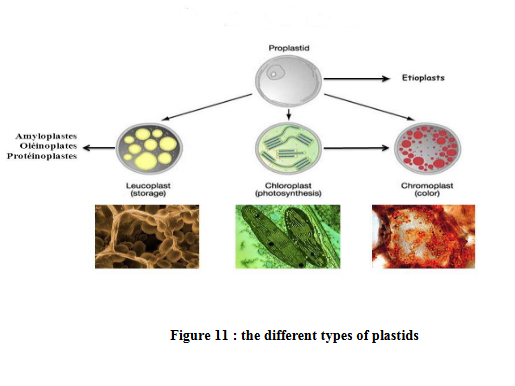 Proplastid
Etioplasts
Amyloplastes
Oléinoplates
Protéinoplastes
Leucoplast
(storage)
Chloroplast
(photosynthesis)
Chromoplast
(color)
Figure 11 : the different types of plastids